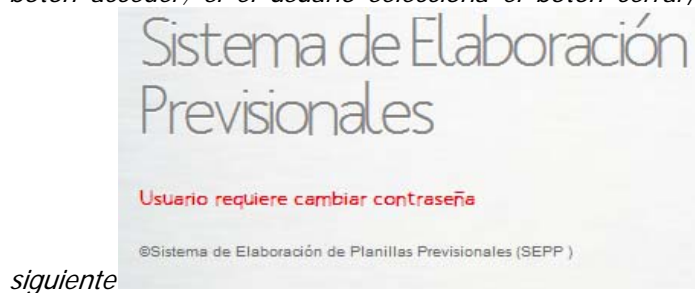 botón acceder, si el usuario selecciona el botón cerrar,
Sistema de Elaboración
Previsionales
Usuario requiere cambiar contraseña
©Sistema de Elaboración de Planillas Previsionales (SEPP )
siguiente